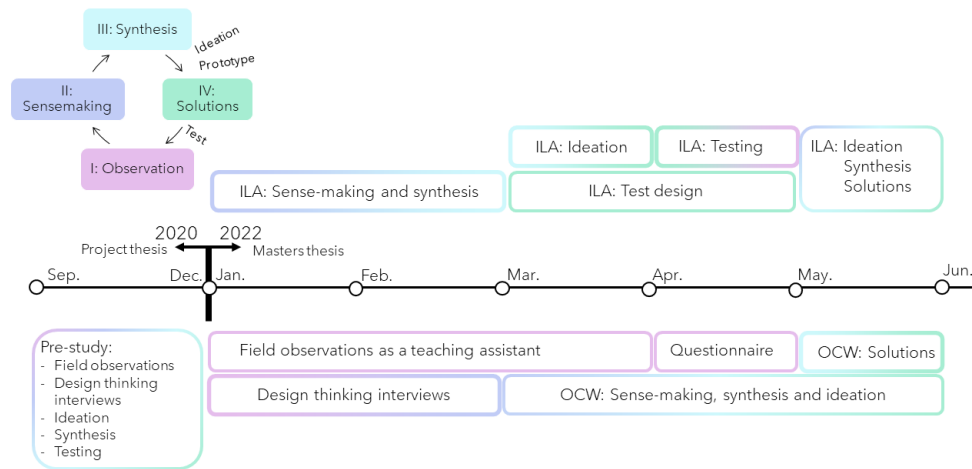 III: Synthesis
Ideation
Prototype
II:
Sensemaking
IV:
Solutions
Test
I: Observation
ILA: Ideation
ILA: Testing
ILA: Ideation
Synthesis
Solutions
ILA: Sense-making and synthesis
ILA: Test design
2020
2022
Project thesis
Masters thesis
Sep.
Dec.
Jan.
Feb.
Mar.
Apr.
May.
Jun.
Pre-study:
- Field observations
- Design thinking
interviews
- Ideation
- Synthesis
- Testing
Field observations as a teaching assistant
Questionnaire
OCW: Solutions
Design thinking interviews
OCW: Sense-making, synthesis and ideation